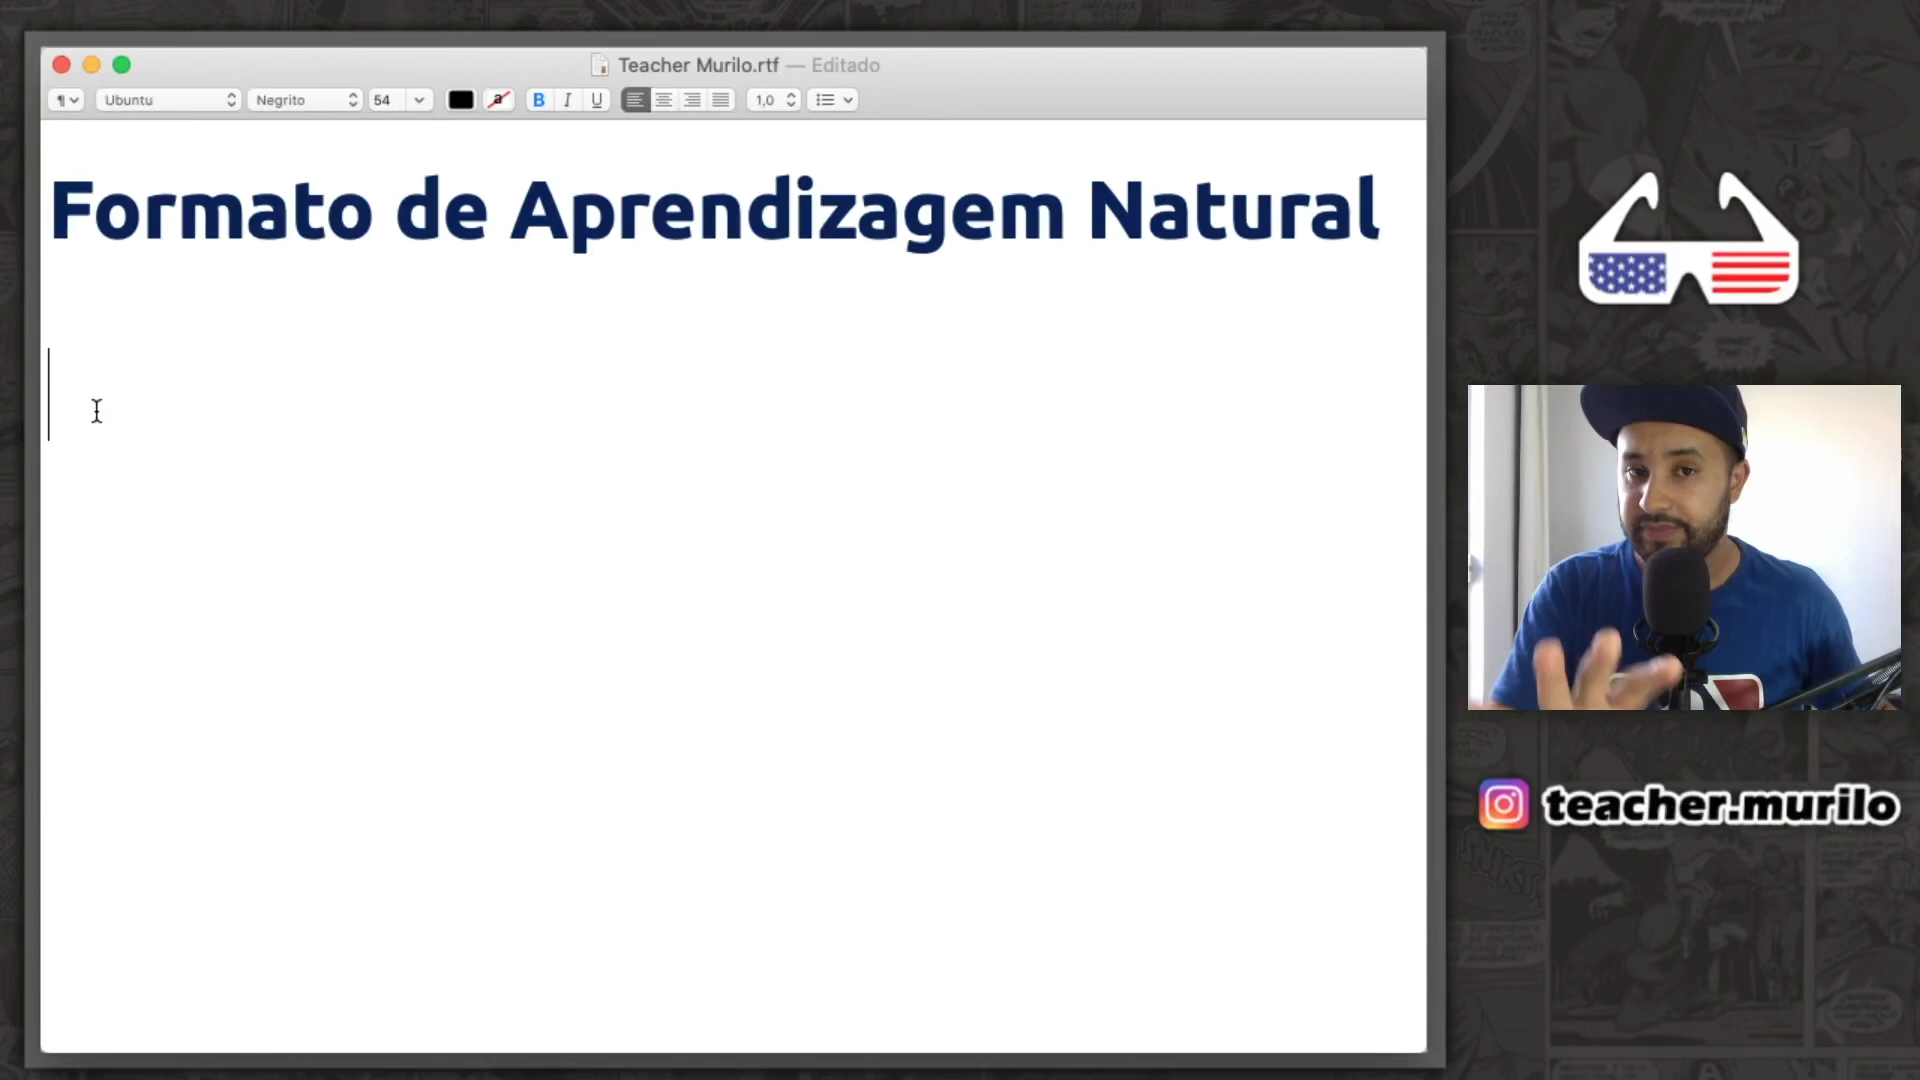 Teacher Murilo.rtf — Editado
Ubuntu
Negrito
54
a
B I U
1,0
Formato de Aprendizagem Natural
teacher.murilo